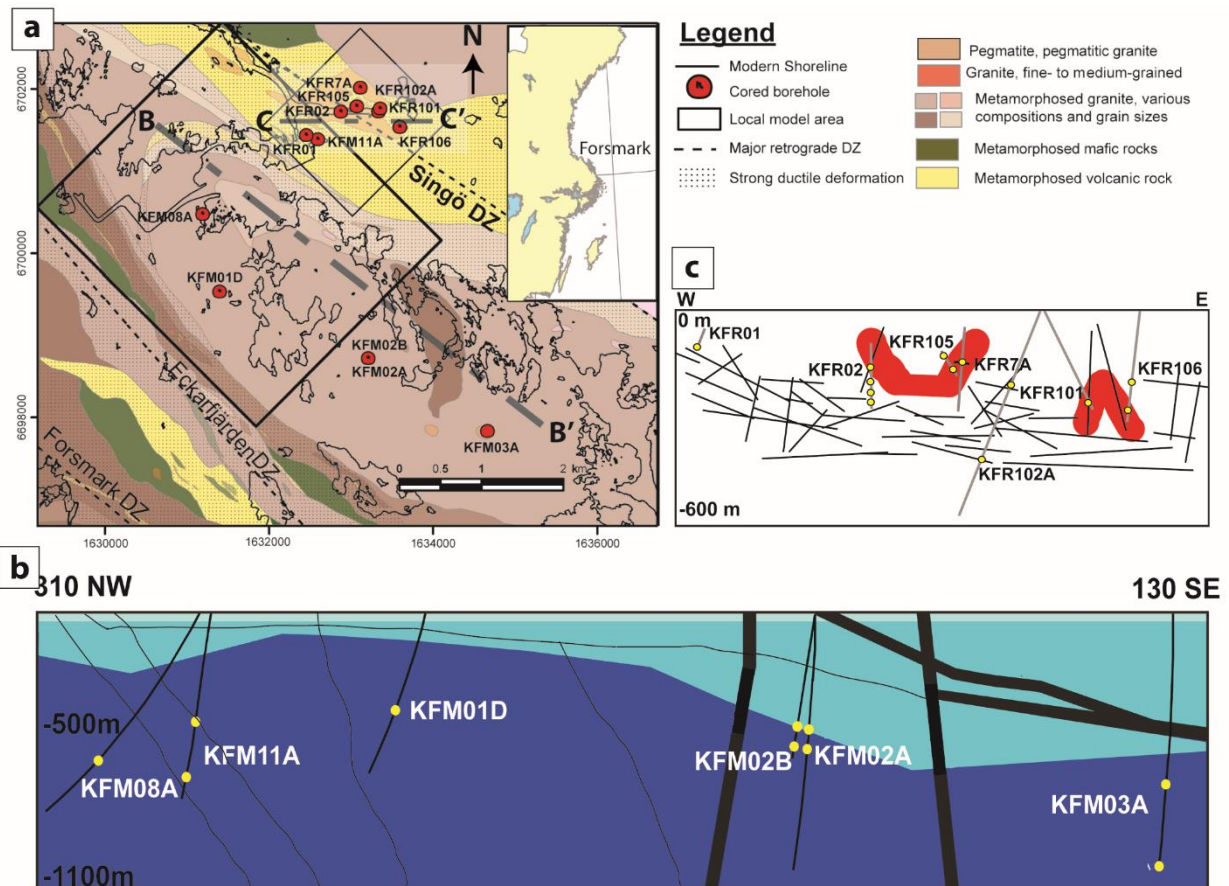 a
N
KFR7A
KFR102A
KFR105
KFR101
KFR02
B
C
C'
KFR01
KFM11A
KFR106
Singö DZ
KFM08A
KFM01D
KFM02B
KFM02A
Eckarfjärden DZ
B'
KFM03A
Forsmark DZ
0 0.5 1 2 km
6702000
6700000
6698000
1630000 1632000 1634000 1636000
Forsmark
Legend
Modern Shoreline
Cored borehole
Local model area
Major retrograde DZ
Strong ductile deformation
Pegmatite, pegmatitic granite
Granite, fine- to medium-grained
Metamorphosed granite, various
compositions and grain sizes
Metamorphosed mafic rocks
Metamorphosed volcanic rock
c
W E
0 m
KFR01
KFR105
KFR02
KFR7A
KFR101
KFR106
KFR102A
-600 m
b
310 NW 130 SE
-500m
KFM01D
KFM11A
KFM08A
KFM02B
KFM02A
KFM03A
-1100m